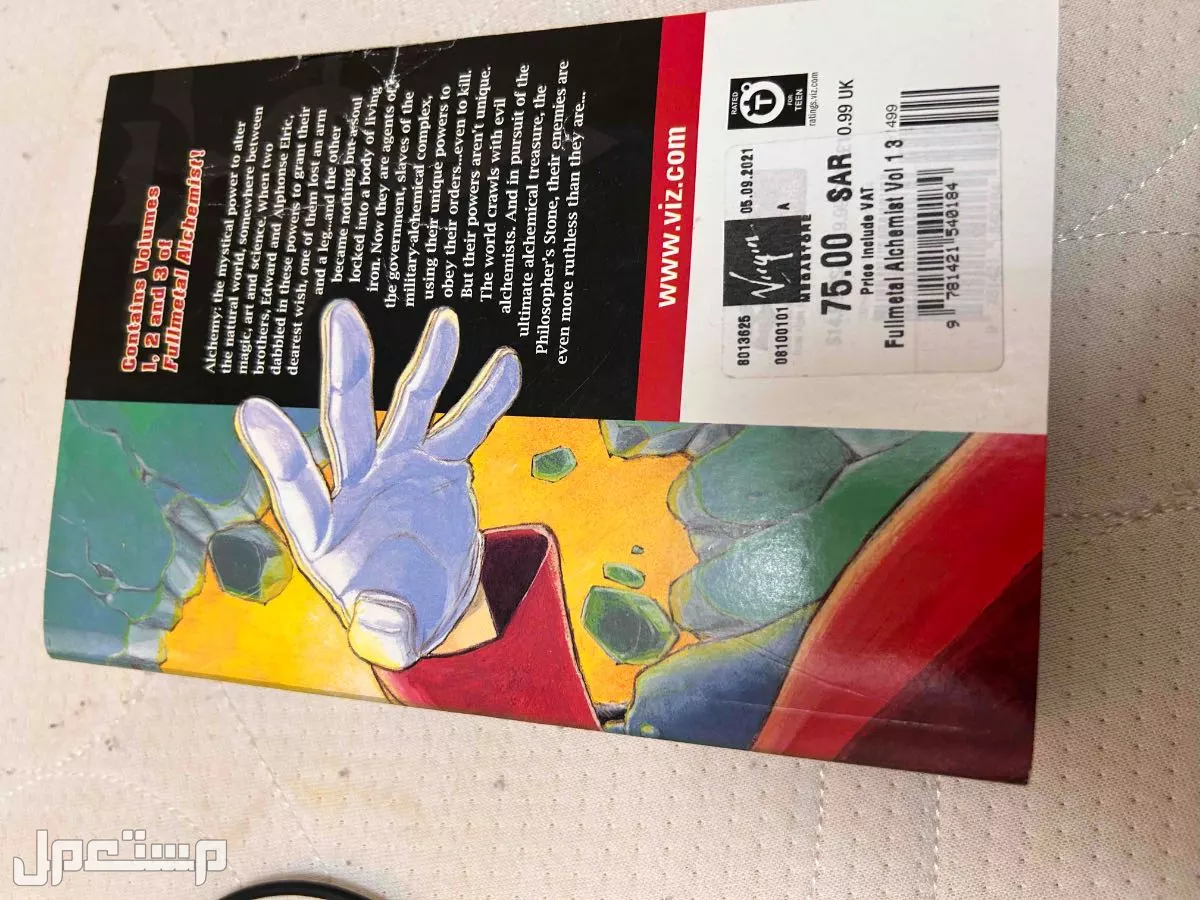 Contains Volumes
1, 2 and 3 of
Fullmetal Alchemist!
Alchemy: the mystical power to alter
the natural world, somewhere between
magic, art and science. When two
brothers, Edward and Alphonse Elric,
dabbled in these powers to grant their
dearest wish, one of them lost an arm
and a leg...and the other
became nothing but a soul
locked into a body of living
iron. Now they are agents of
the government, slaves of the
military-alchemical complex,
using their unique powers to
obey their orders...even to kill.
But their powers aren't unique.
The world crawls with evil
alchemists. And in pursuit of the
ultimate alchemical treasure, the
Philosopher's Stone, their enemies are
even more ruthless than they are...
www.viz.com
RATED
T
FOR
TEEN
ratings.viz.com
8013625
Virgin
MEGASTORE
05.09.2021
08100101
A
75.00 SAR
Price Include VAT
0.99 UK
Fullmetal Alchemist Vol 13
499
9 781421 540184
مستعمل